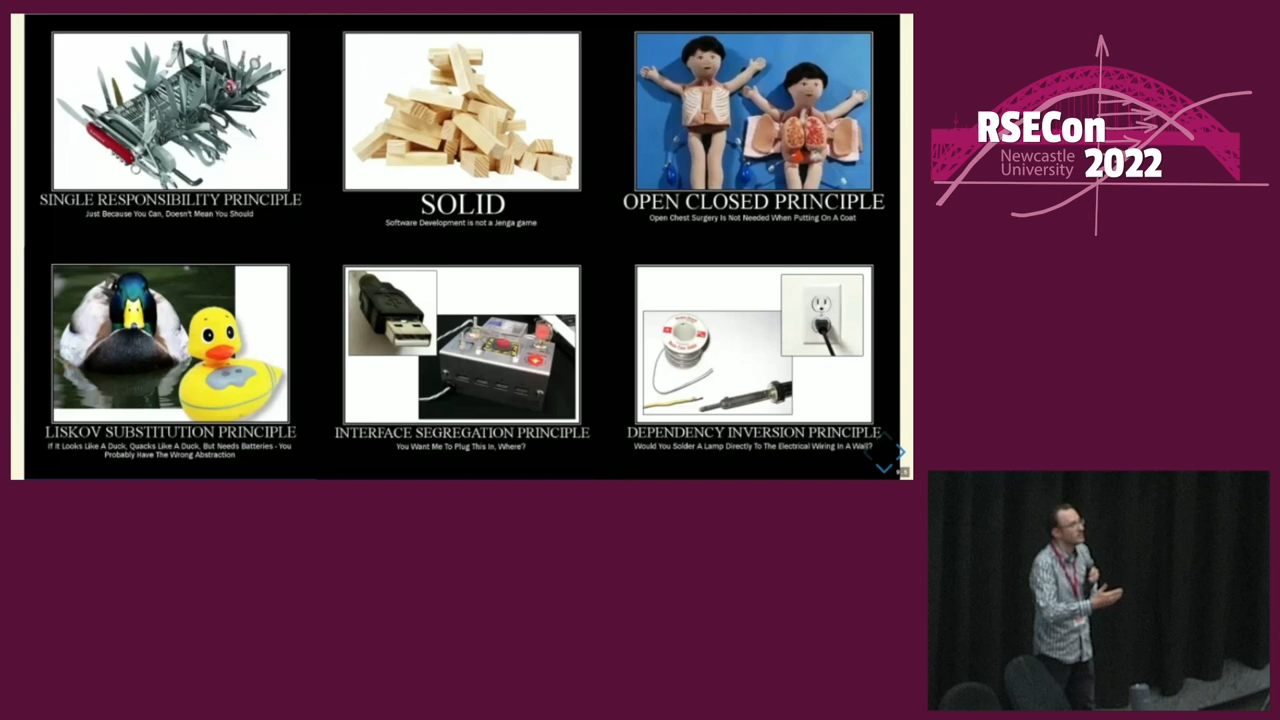 SINGLE RESPONSIBILITY PRINCIPLE
Just Because You Can, Doesn't Mean You Should
SOLID
Software Development is not a Jenga game
OPEN CLOSED PRINCIPLE
Open Chest Surgery Is Not Needed When Putting On A Coat
LISKOV SUBSTITUTION PRINCIPLE
If It Looks Like A Duck, Quacks Like A Duck, But Needs Batteries - You
Probably Have The Wrong Abstraction
INTERFACE SEGREGATION PRINCIPLE
You Want Me To Plug This In, Where?
DEPENDENCY INVERSION PRINCIPLE
Would You Solder A Lamp Directly To The Electrical Wiring In A Wall?
RSECon
Newcastle
University
2022